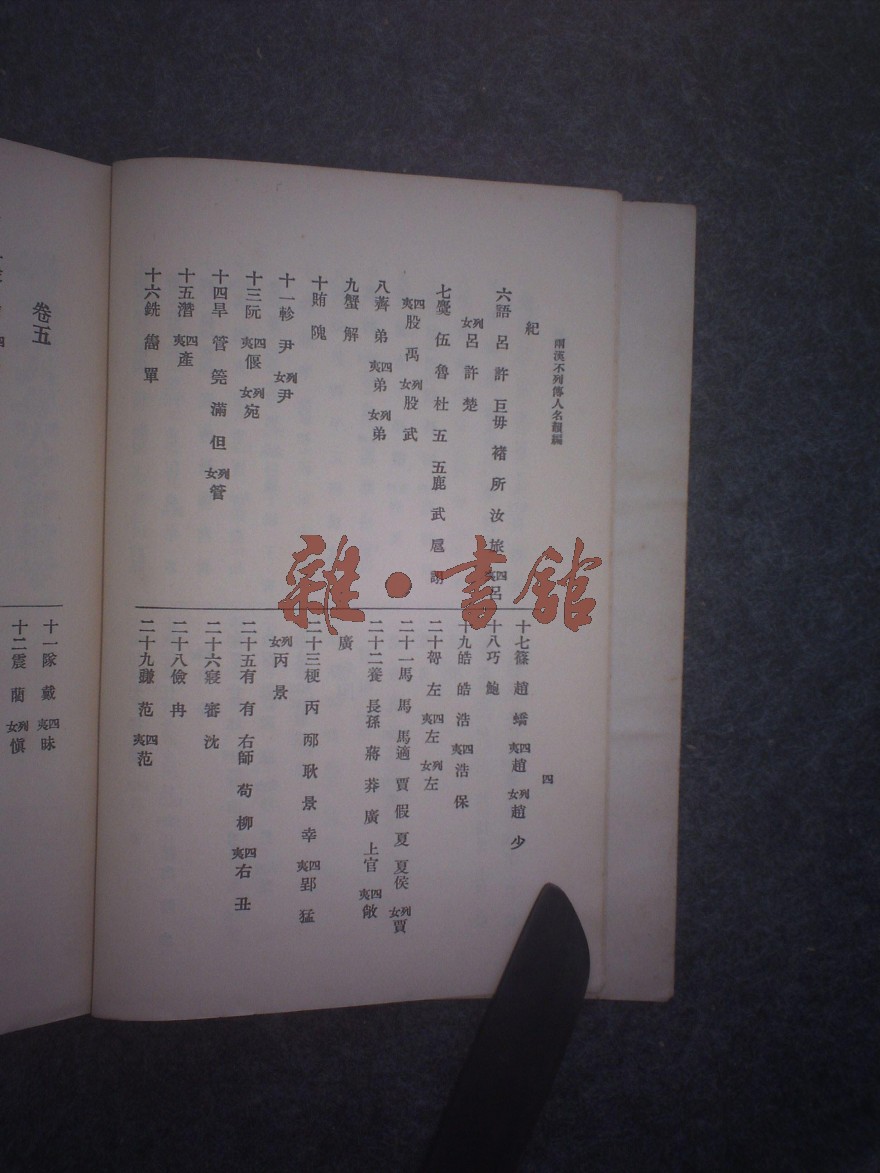 兩漢不列傳人名韻編
紀
六語 呂 許 巨毋 褚 所 汝 旅 四夷呂
列女呂 許 楚
七麌 伍 魯 杜 五 五鹿 武 扈
四夷股 禹 列女股 武
八薺 弟 四夷弟 列女弟
九蟹 解
十賄 隗
十一軫 尹 列女尹
十三阮 四夷偃 列女宛
十四旱 管 筦 滿 但 列女管
十五潸 四夷產
十六銑 雋 單
四
十七篠 趙 蟜 四夷趙 列女趙 少
十八巧 鮑
十九皓 皓 浩 四夷浩 保
二十哿 左 四夷左 列女左
二十一馬 馬 馬適 賈 假 夏 夏侯 列女賈
二十二養 長孫 蔣 莽 廣 上官 四夷敞
廣
二十三梗 丙 邴 耿 景 幸 四夷郢 猛
列女丙 景
二十五有 有 右師 苟 柳 四夷右 丑
二十六寢 審 沈
二十八儉 冉
二十九豏 范 四夷范
卷五
十一隊 戴 四夷昧
十二震 藺 列女愼
雜·書館